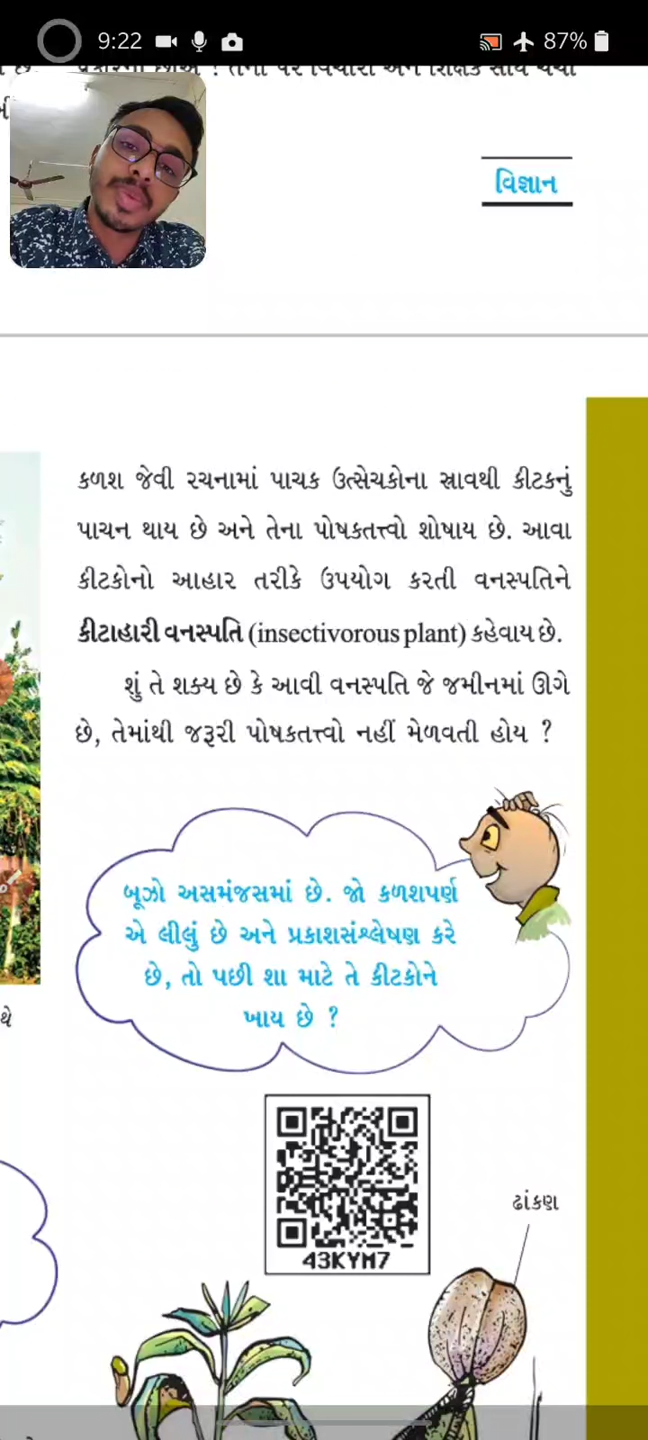 9:22
87%
વિજ્ઞાન
કળશ જેવી રચનામાં પાચક ઉત્સેચકોના સ્રાવથી કીટકનું
પાચન થાય છે અને તેના પોષકતત્ત્વો શોષાય છે. આવા
કીટકોનો આહાર તરીકે ઉપયોગ કરતી વનસ્પતિને
કીટાહારી વનસ્પતિ (insectivorous plant) કહેવાય છે.
શું તે શક્ય છે કે આવી વનસ્પતિ જે જમીનમાં ઊગે
છે, તેમાંથી જરૂરી પોષકતત્ત્વો નહીં મેળવતી હોય ?
બૂઝો અસમંજસમાં છે. જો કળશપર્ણ
એ લીલું છે અને પ્રકાશસંશ્લેષણ કરે
છે, તો પછી શા માટે તે કીટકોને
ખાય છે ?
થે
43KYM7
ઢાંકણ